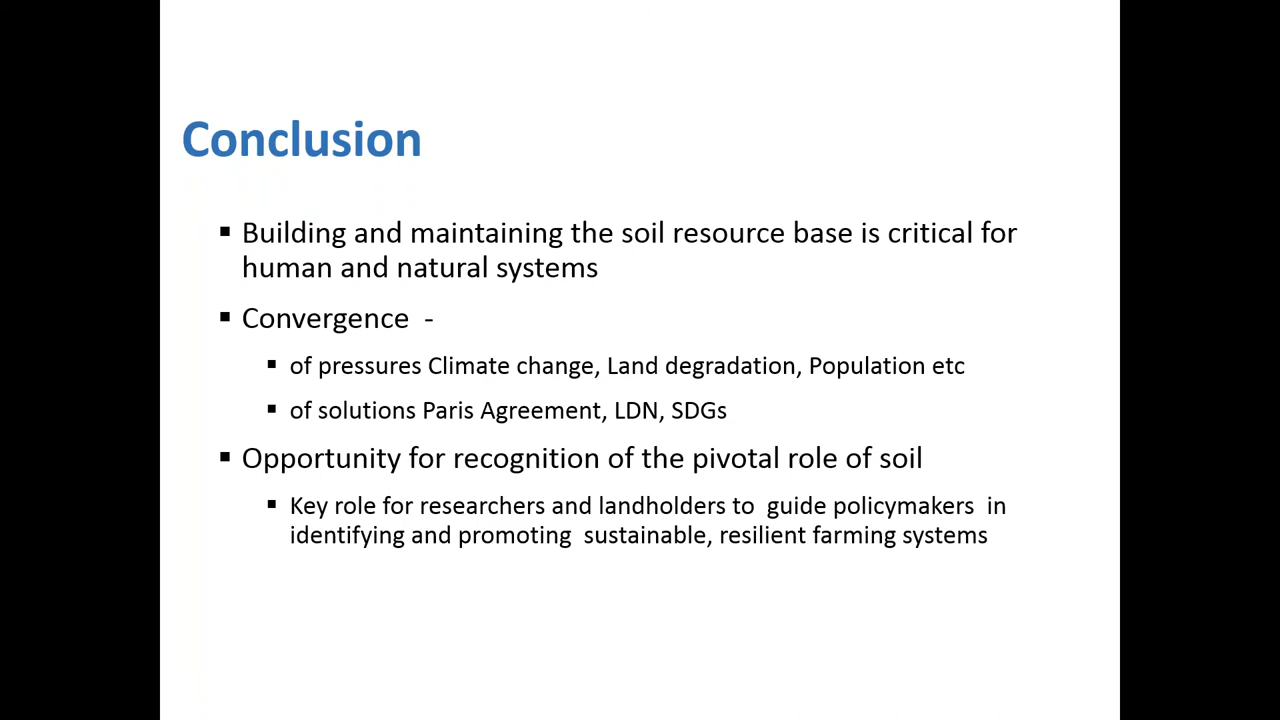 Conclusion
▪ Building and maintaining the soil resource base is critical for
human and natural systems
▪ Convergence  -
▪ of pressures Climate change, Land degradation, Population etc
▪ of solutions Paris Agreement, LDN, SDGs
▪ Opportunity for recognition of the pivotal role of soil
▪ Key role for researchers and landholders to  guide policymakers  in
identifying and promoting  sustainable, resilient farming systems